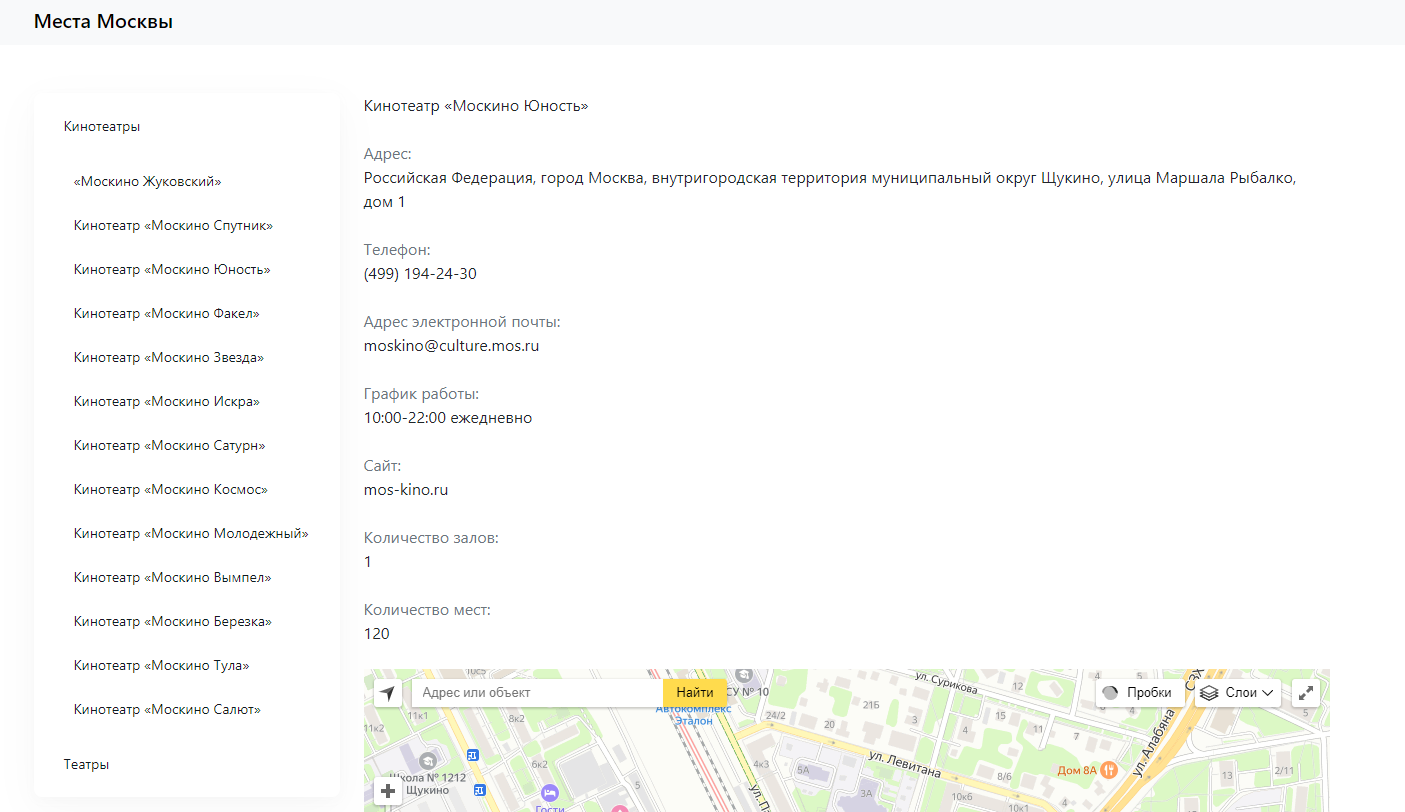 Места Москвы
Кинотеатры
«Москино Жуковский»
Кинотеатр «Москино Спутник»
Кинотеатр «Москино Юность»
Кинотеатр «Москино Факел»
Кинотеатр «Москино Звезда»
Кинотеатр «Москино Искра»
Кинотеатр «Москино Сатурн»
Кинотеатр «Москино Космос»
Кинотеатр «Москино Молодежный»
Кинотеатр «Москино Вымпел»
Кинотеатр «Москино Березка»
Кинотеатр «Москино Тула»
Кинотеатр «Москино Салют»
Театры
Кинотеатр «Москино Юность»
Адрес:
Российская Федерация, город Москва, внутригородская территория муниципальный округ Щукино, улица Маршала Рыбалко,
дом 1
Телефон:
(499) 194-24-30
Адрес электронной почты:
moskino@culture.mos.ru
График работы:
10:00-22:00 ежедневно
Сайт:
mos-kino.ru
Количество залов:
1
Количество мест:
120
Адрес или объект
Найти
СУ № 10
ул. Сурикова
12
Пробки
Слои
Автокомплекс
Эталон
11к1
11к2
8к2
6к2
24/2
20
21Б
3
4
15
11
7
5
ул. Алабяна
ул. Левитана
Дом 8А
8/6
13
2/11
4к3
5А
3А
10к6
10к1
4
5
Школа № 1212
Щукино
Гости
ул. П